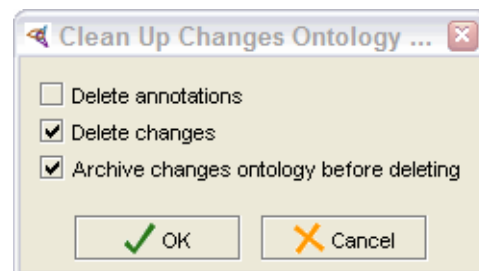 Clean Up Changes Ontology ...
Delete annotations
Delete changes
Archive changes ontology before deleting
OK Cancel